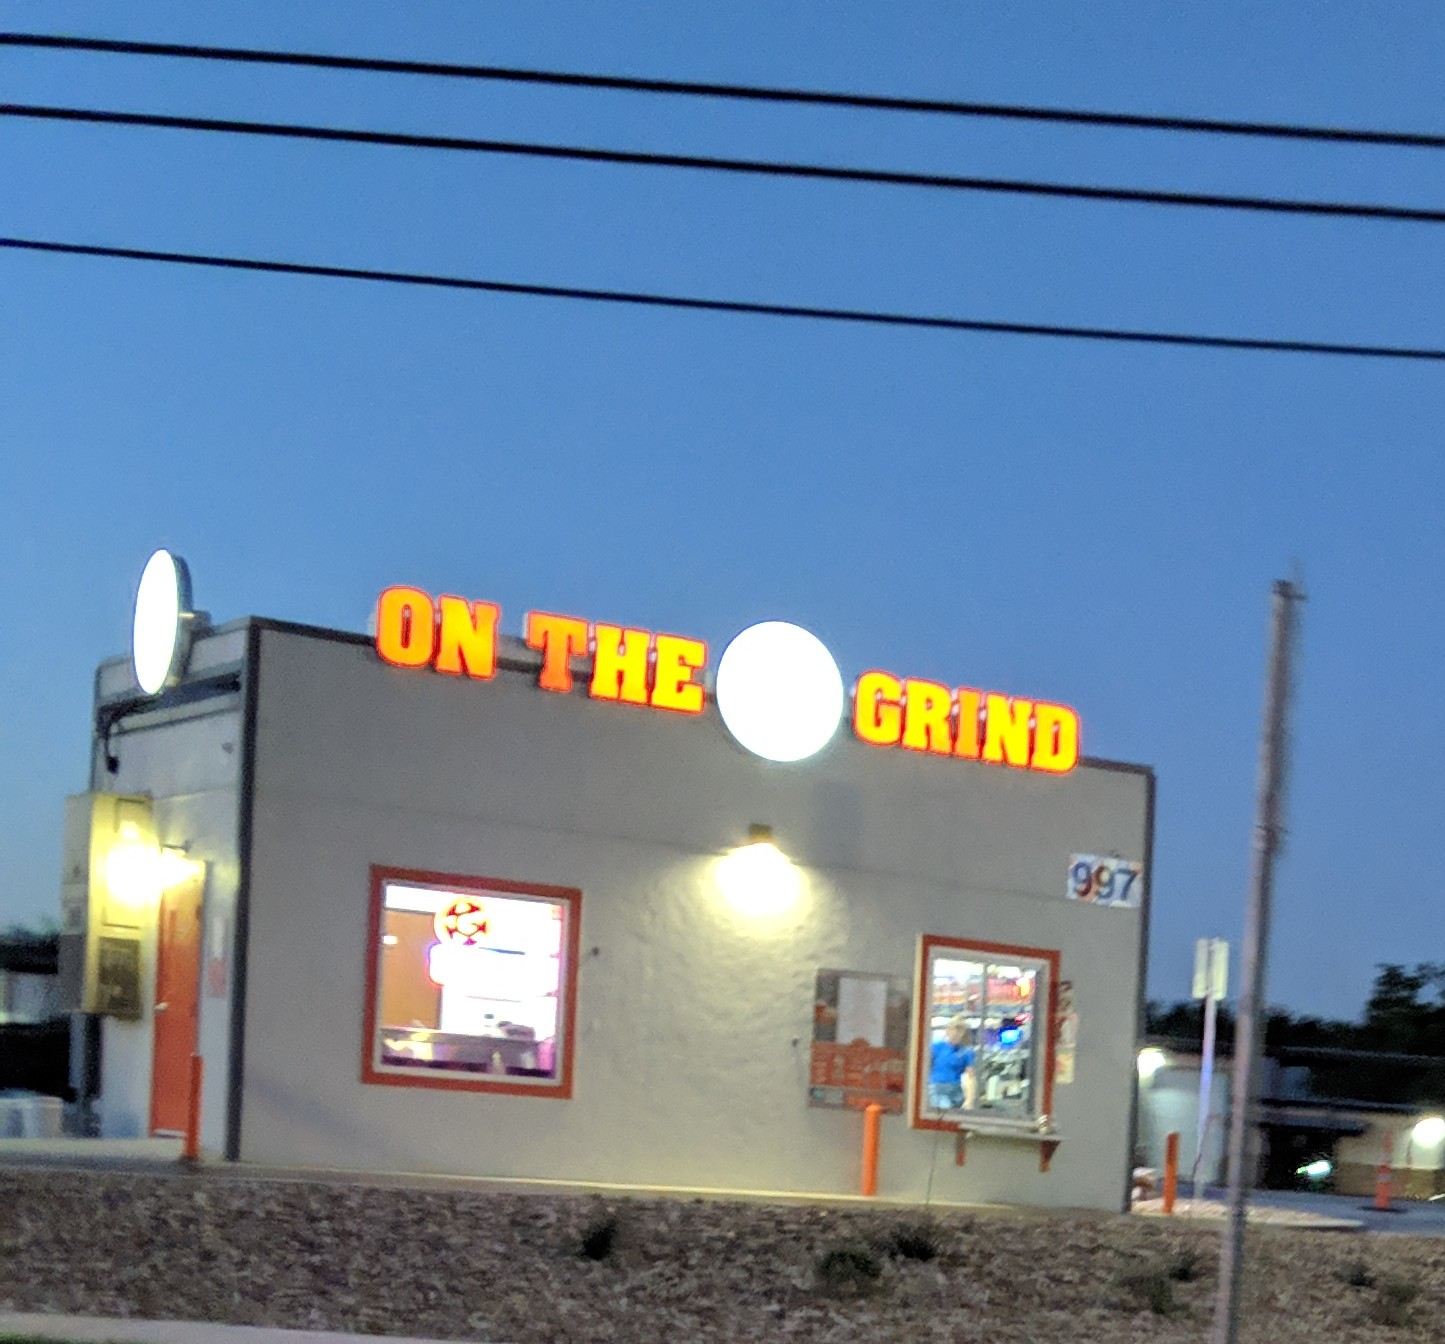 ON THE GRIND
997